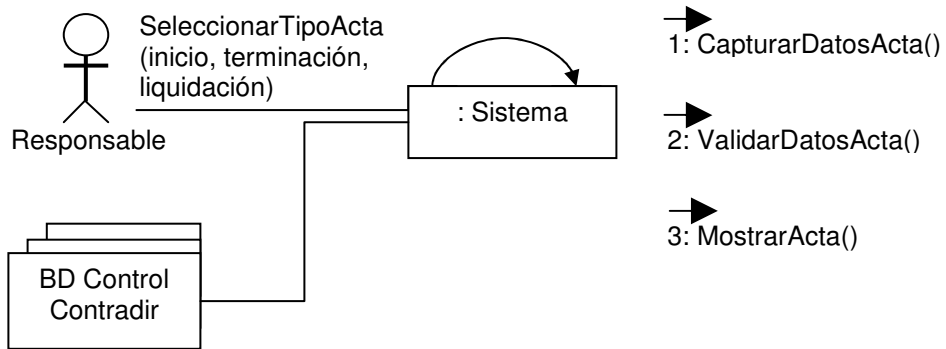 SeleccionarTipoActa
(inicio, terminación,
liquidación)
Responsable
: Sistema
BD Control
Contradir
1: CapturarDatosActa()
2: ValidarDatosActa()
3: MostrarActa()